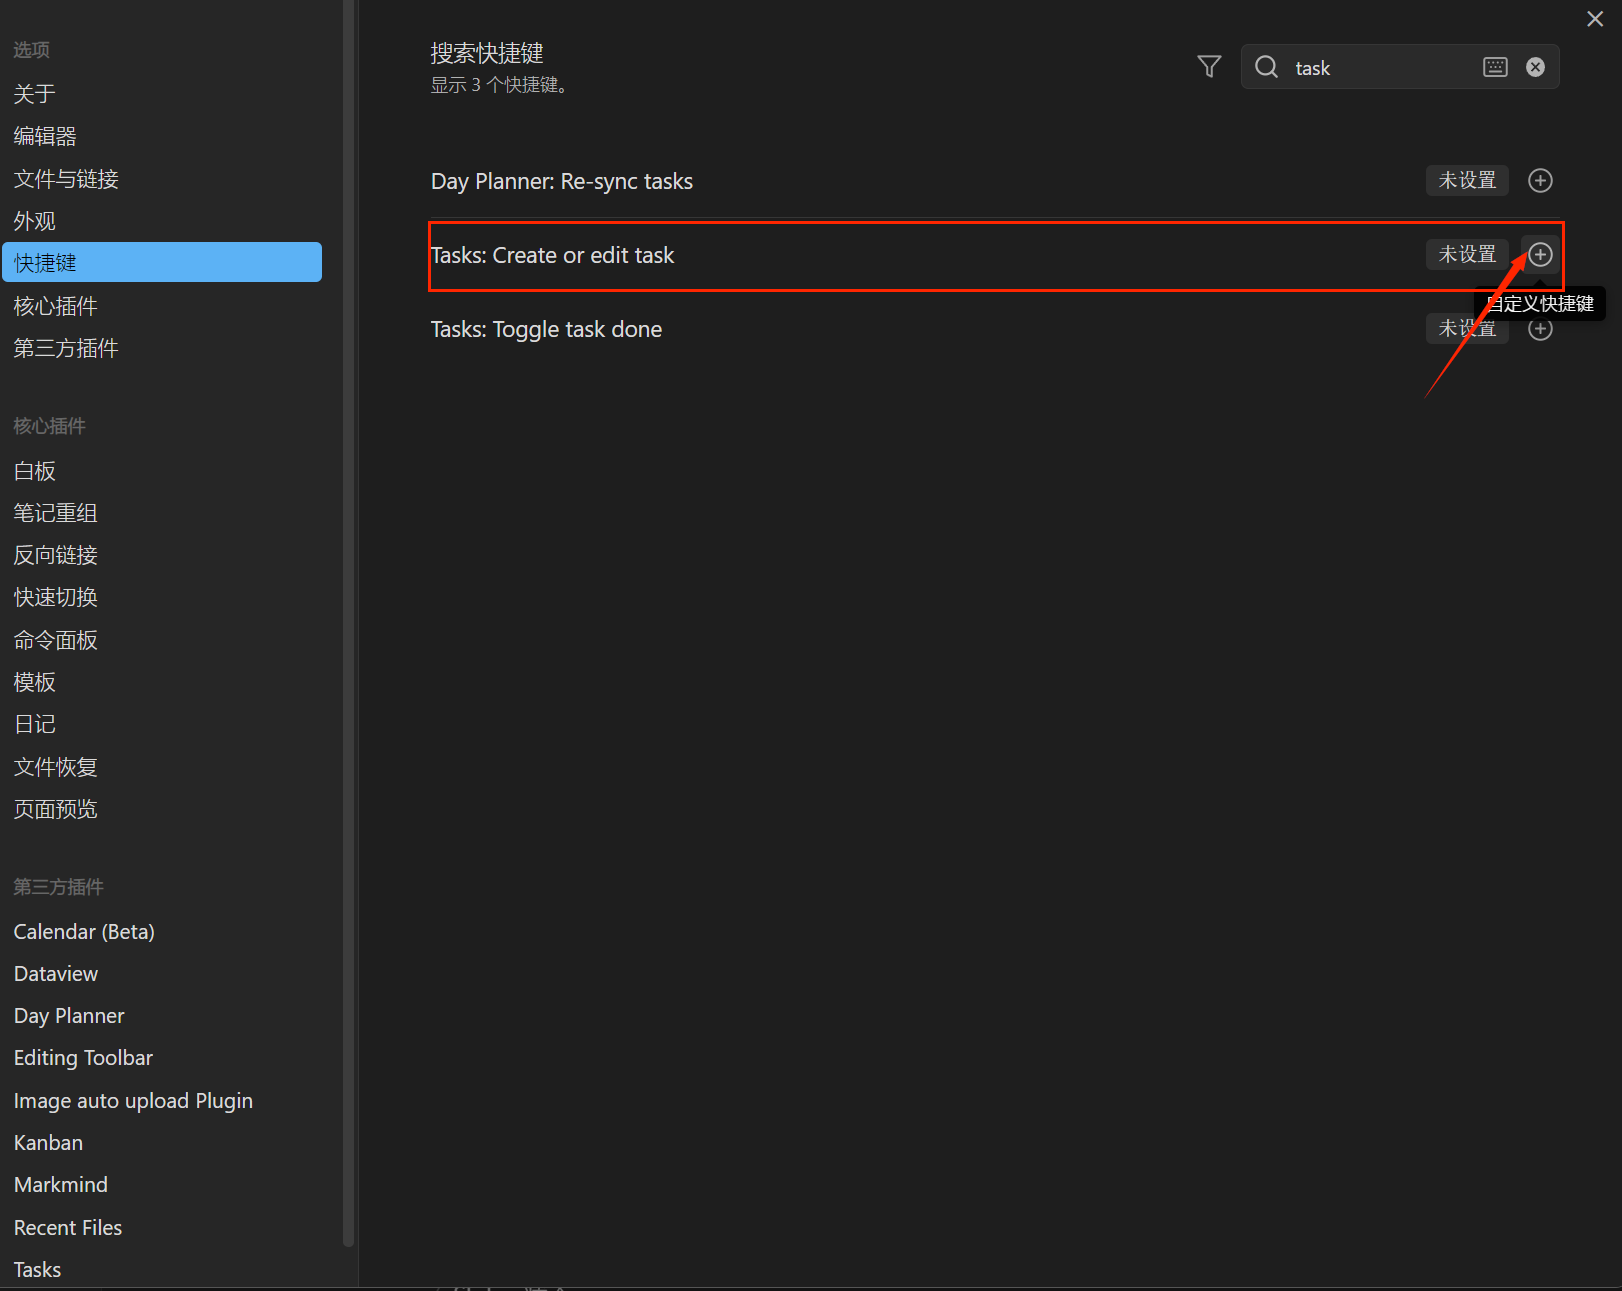 选项
关于
编辑器
文件与链接
外观
快捷键
核心插件
第三方插件
核心插件
白板
笔记重组
反向链接
快速切换
命令面板
模板
日记
文件恢复
页面预览
第三方插件
Calendar (Beta)
Dataview
Day Planner
Editing Toolbar
Image auto upload Plugin
Kanban
Markmind
Recent Files
Tasks
搜索快捷键
显示 3 个快捷键。
task
Day Planner: Re-sync tasks
未设置
Tasks: Create or edit task
未设置
自定义快捷键
Tasks: Toggle task done
未设置